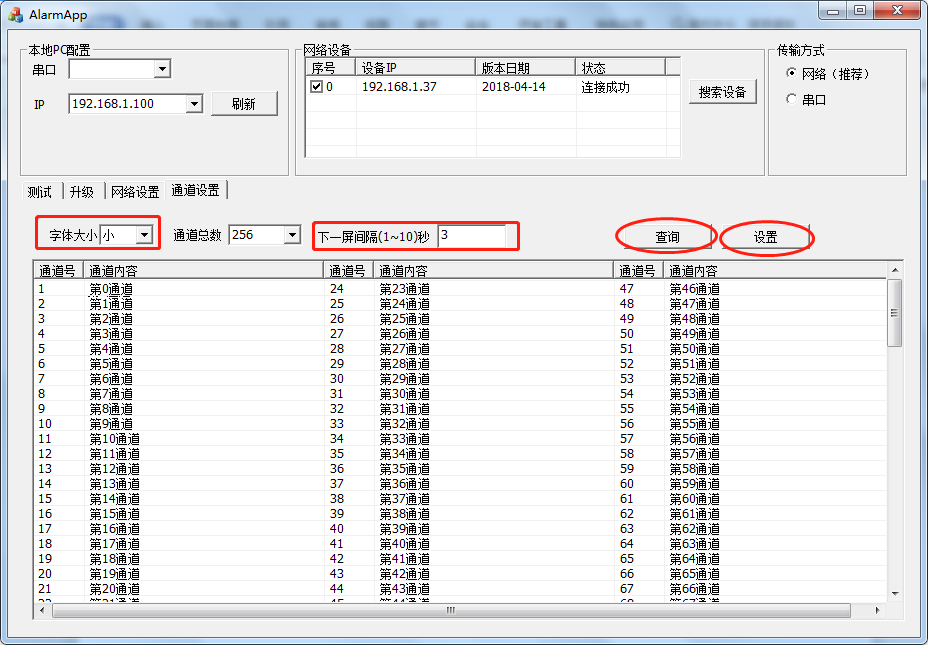 AlarmApp
本地PC配置
串口
IP 192.168.1.100 刷新
网络设备
序号 设备IP 版本日期 状态
0 192.168.1.37 2018-04-14 连接成功
搜索设备
传输方式
网络（推荐）
串口
测试 升级 网络设置 通道设置
字体大小 小 通道总数 256 下一屏间隔(1~10)秒 3 查询 设置
通道号 通道内容 通道号 通道内容 通道号 通道内容
1 第0通道 24 第23通道 47 第46通道
2 第1通道 25 第24通道 48 第47通道
3 第2通道 26 第25通道 49 第48通道
4 第3通道 27 第26通道 50 第49通道
5 第4通道 28 第27通道 51 第50通道
6 第5通道 29 第28通道 52 第51通道
7 第6通道 30 第29通道 53 第52通道
8 第7通道 31 第30通道 54 第53通道
9 第8通道 32 第31通道 55 第54通道
10 第9通道 33 第32通道 56 第55通道
11 第10通道 34 第33通道 57 第56通道
12 第11通道 35 第34通道 58 第57通道
13 第12通道 36 第35通道 59 第58通道
14 第13通道 37 第36通道 60 第59通道
15 第14通道 38 第37通道 61 第60通道
16 第15通道 39 第38通道 62 第61通道
17 第16通道 40 第39通道 63 第62通道
18 第17通道 41 第40通道 64 第63通道
19 第18通道 42 第41通道 65 第64通道
20 第19通道 43 第42通道 66 第65通道
21 第20通道 44 第43通道 67 第66通道